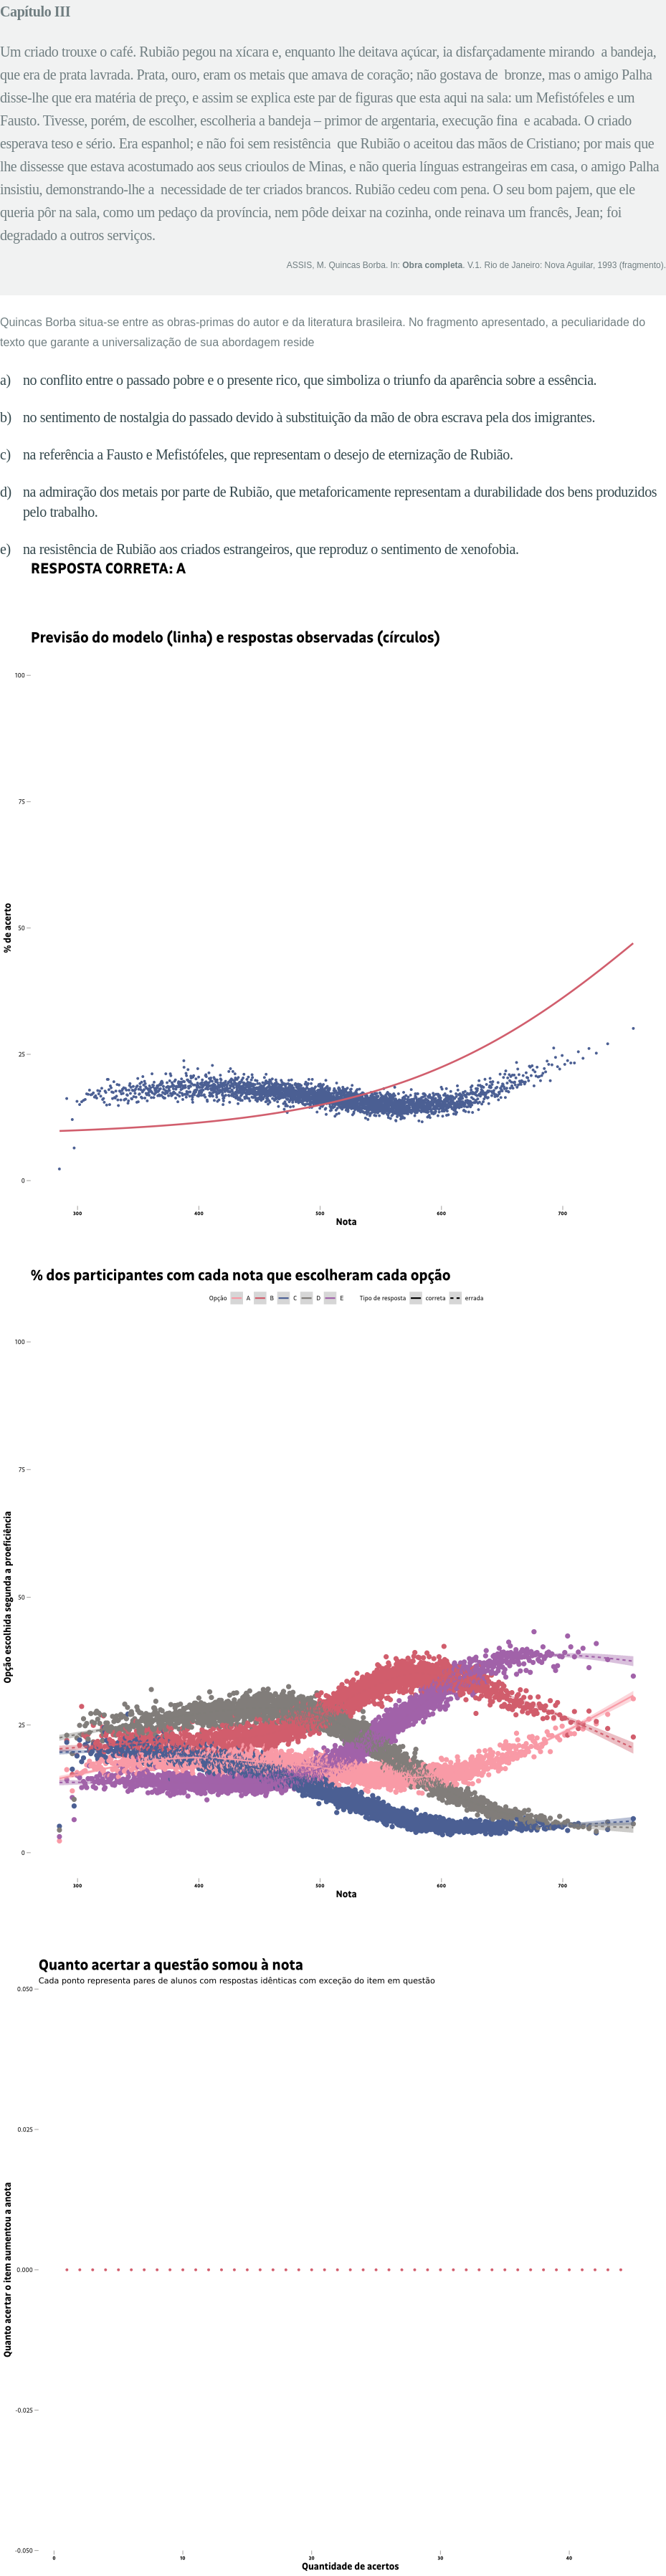 Capítulo III
Um criado trouxe o café. Rubião pegou na xícara e, enquanto lhe deitava açúcar, ia disfarçadamente mirando a bandeja,
que era de prata lavrada. Prata, ouro, eram os metais que amava de coração; não gostava de bronze, mas o amigo Palha
disse-lhe que era matéria de preço, e assim se explica este par de figuras que esta aqui na sala: um Mefistófeles e um
Fausto. Tivesse, porém, de escolher, escolheria a bandeja – primor de argentaria, execução fina e acabada. O criado
esperava teso e sério. Era espanhol; e não foi sem resistência que Rubião o aceitou das mãos de Cristiano; por mais que
lhe dissesse que estava acostumado aos seus crioulos de Minas, e não queria línguas estrangeiras em casa, o amigo Palha
insistiu, demonstrando-lhe a necessidade de ter criados brancos. Rubião cedeu com pena. O seu bom pajem, que ele
queria pôr na sala, como um pedaço da província, nem pôde deixar na cozinha, onde reinava um francês, Jean; foi
degradado a outros serviços.
ASSIS, M. Quincas Borba. In: Obra completa. V.1. Rio de Janeiro: Nova Aguilar, 1993 (fragmento).
Quincas Borba situa-se entre as obras-primas do autor e da literatura brasileira. No fragmento apresentado, a peculiaridade do
texto que garante a universalização de sua abordagem reside
a) no conflito entre o passado pobre e o presente rico, que simboliza o triunfo da aparência sobre a essência.
b) no sentimento de nostalgia do passado devido à substituição da mão de obra escrava pela dos imigrantes.
c) na referência a Fausto e Mefistófeles, que representam o desejo de eternização de Rubião.
d) na admiração dos metais por parte de Rubião, que metaforicamente representam a durabilidade dos bens produzidos
pelo trabalho.
e) na resistência de Rubião aos criados estrangeiros, que reproduz o sentimento de xenofobia.
RESPOSTA CORRETA: A
Previsão do modelo (linha) e respostas observadas (círculos)
100
75
% de acerto
50
25
0
300 400 500 600 700
Nota
% dos participantes com cada nota que escolheram cada opção
Opção A B C D E Tipo de resposta correta errada
100
75
Opção escolhida segunda a proeficiência
50
25
0
300 400 500 600 700
Nota
Quanto acertar a questão somou à nota
Cada ponto representa pares de alunos com respostas idênticas com exceção do item em questão
0.050
0.025
Quanto acertar o item aumentou a anota
0.000
-0.025
-0.050
0 10 20 30 40
Quantidade de acertos